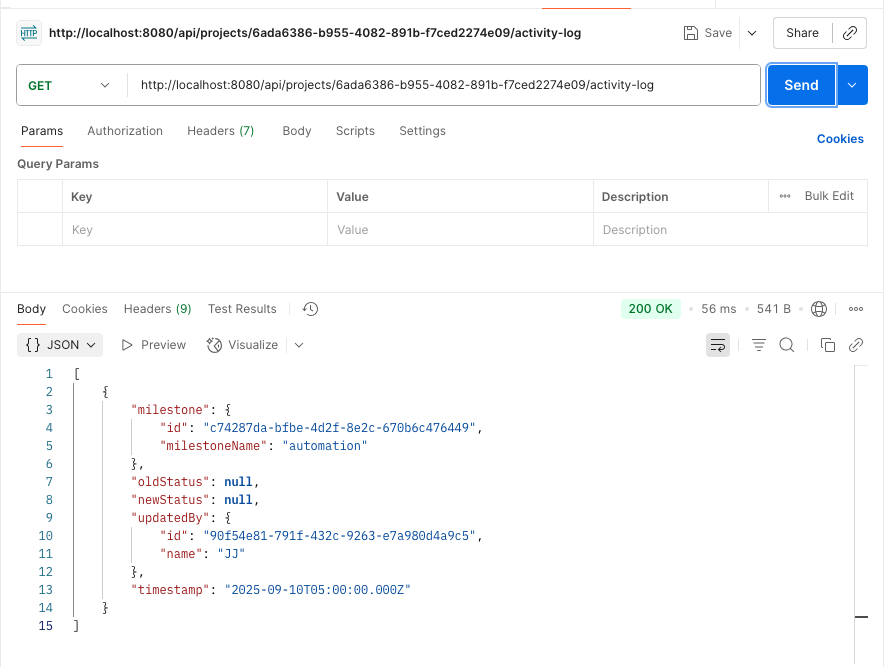 HTTP http://localhost:8080/api/projects/6ada6386-b955-4082-891b-f7ced2274e09/activity-log Save Share
GET http://localhost:8080/api/projects/6ada6386-b955-4082-891b-f7ced2274e09/activity-log Send
Params Authorization Headers (7) Body Scripts Settings Cookies
Query Params
Key Value Description ••• Bulk Edit
Key Value Description
Body Cookies Headers (9) Test Results 200 OK • 56 ms • 541 B •
{} JSON Preview Visualize
1 [
2 {
3 "milestone": {
4 "id": "c74287da-bfbe-4d2f-8e2c-670b6c476449",
5 "milestoneName": "automation"
6 },
7 "oldStatus": null,
8 "newStatus": null,
9 "updatedBy": {
10 "id": "90f54e81-791f-432c-9263-e7a980d4a9c5",
11 "name": "JJ"
12 },
13 "timestamp": "2025-09-10T05:00:00.000Z"
14 }
15 ]